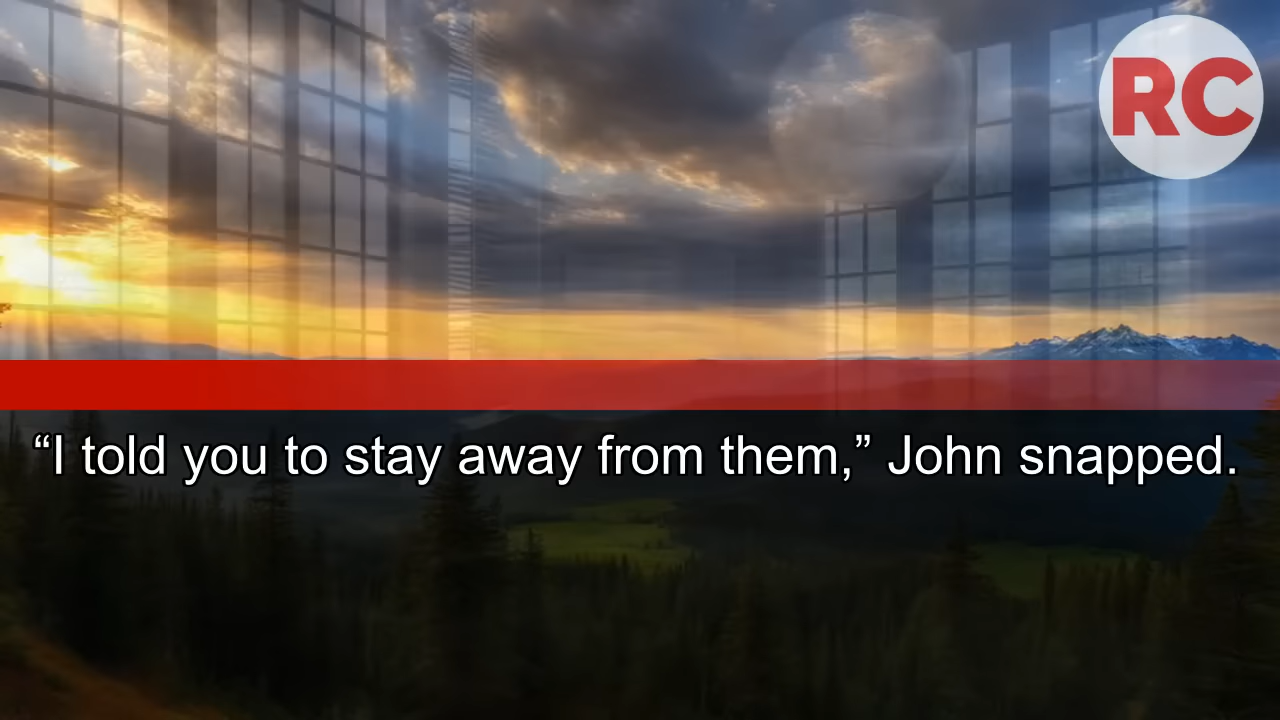 RC
“I told you to stay away from them,” John snapped.